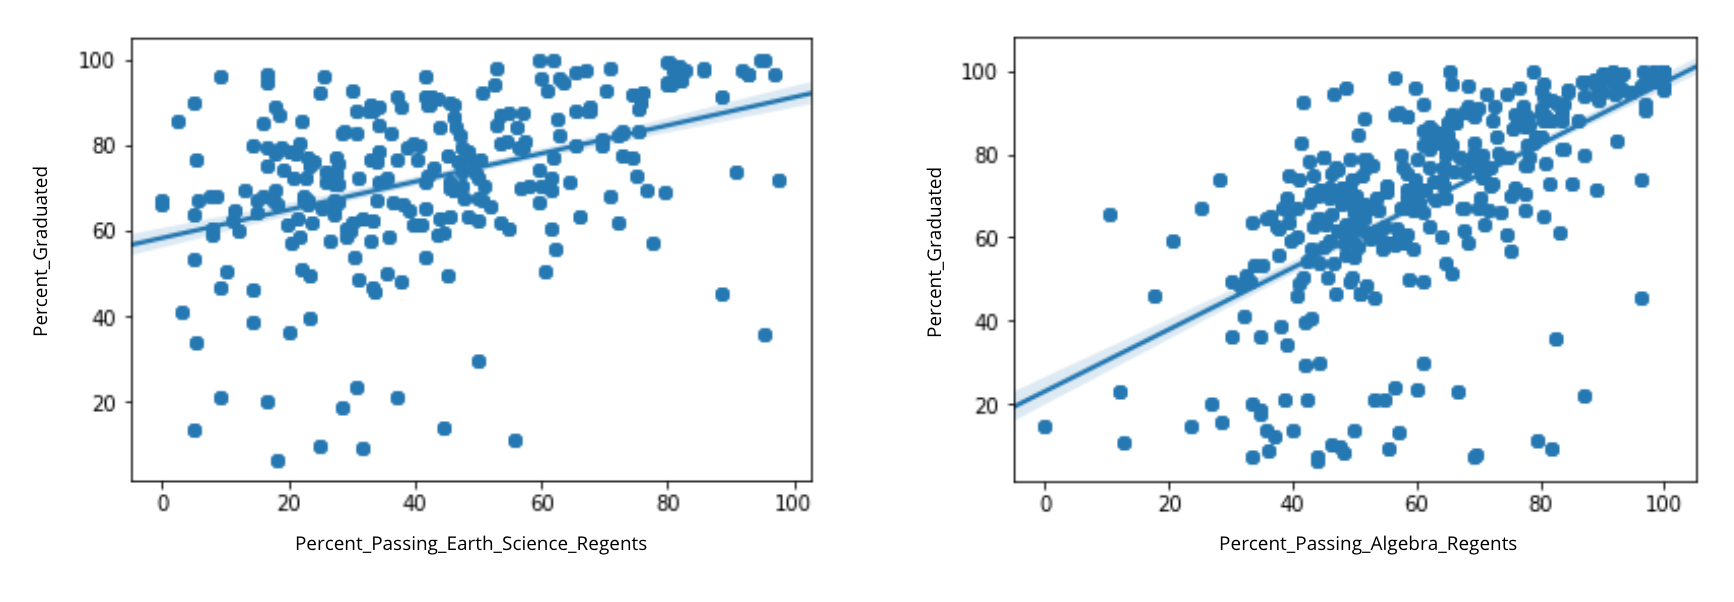 100
80
60
40
20
Percent_Graduated
0 20 40 60 80 100
Percent_Passing_Earth_Science_Regents
100
80
60
40
20
Percent_Graduated
0 20 40 60 80 100
Percent_Passing_Algebra_Regents